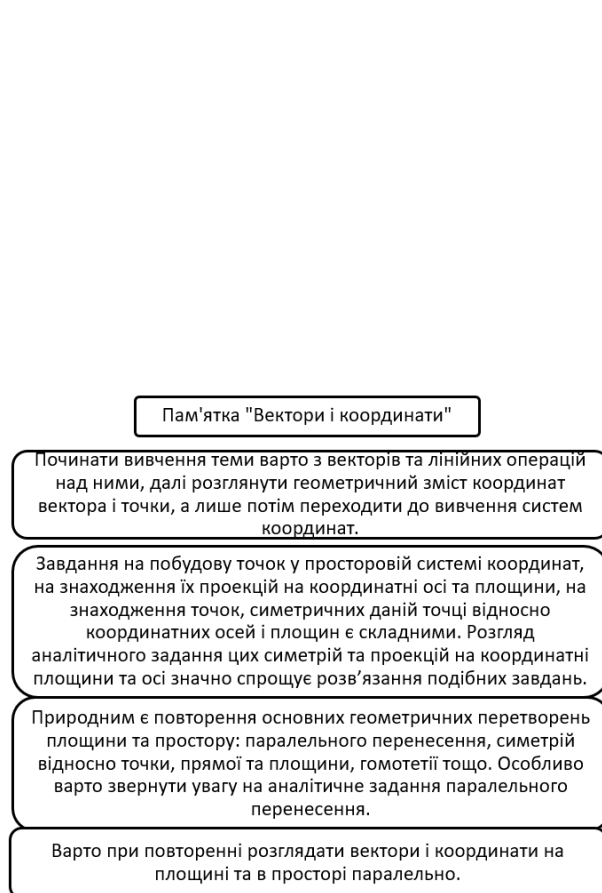 Пам'ятка "Вектори і координати"
Починати вивчення теми варто з векторів та лінійних операцій
над ними, далі розглянути геометричний зміст координат
вектора і точки, а лише потім переходити до вивчення систем
координат.
Завдання на побудову точок у просторовій системі координат,
на знаходження їх проекцій на координатні осі та площини, на
знаходження точок, симетричних даній точці відносно
координатних осей і площин є складними. Розгляд
аналітичного задання цих симетрій та проекцій на координатні
площини та осі значно спрощує розв’язання подібних завдань.
Природним є повторення основних геометричних перетворень
площини та простору: паралельного перенесення, симетрій
відносно точки, прямої та площини, гомотетії тощо. Особливо
варто звернути увагу на аналітичне задання паралельного
перенесення.
Варто при повторенні розглядати вектори і координати на
площині та в просторі паралельно.